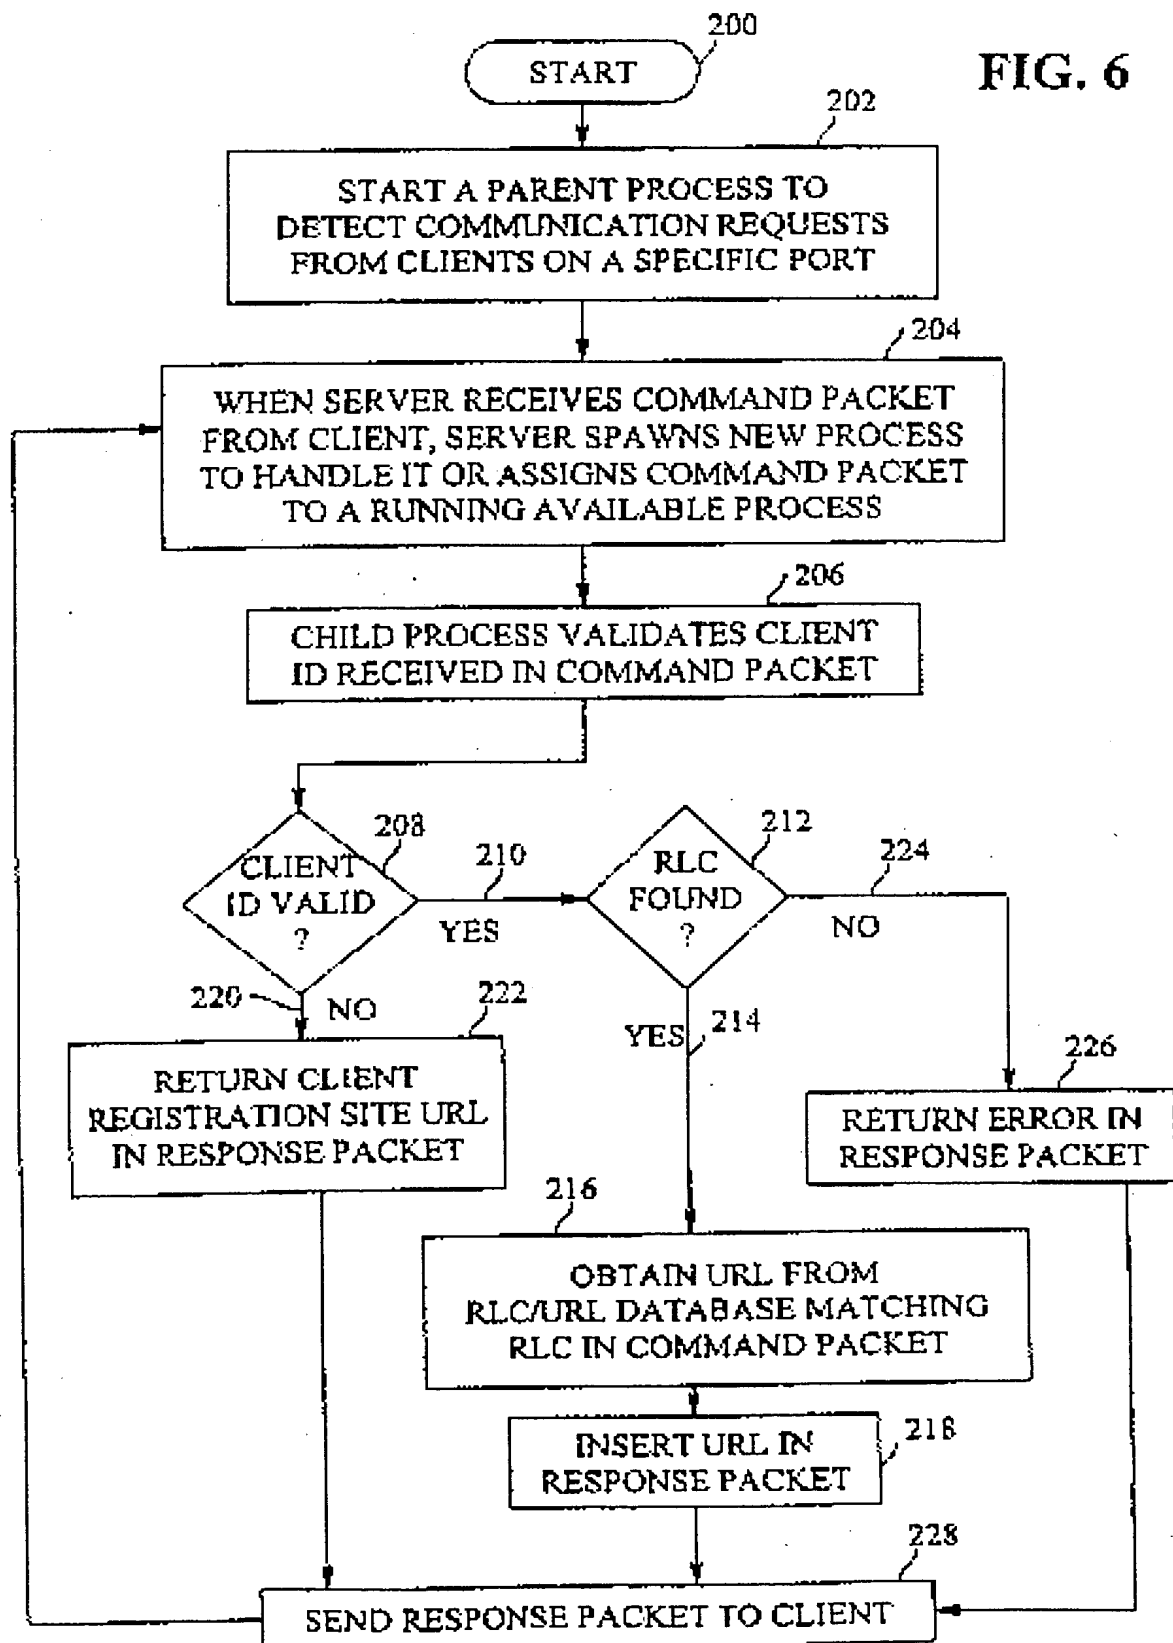 200
START
FIG. 6
202
START A PARENT PROCESS TO
DETECT COMMUNICATION REQUESTS
FROM CLIENTS ON A SPECIFIC PORT
204
WHEN SERVER RECEIVES COMMAND PACKET
FROM CLIENT, SERVER SPAWNS NEW PROCESS
TO HANDLE IT OR ASSIGNS COMMAND PACKET
TO A RUNNING AVAILABLE PROCESS
206
CHILD PROCESS VALIDATES CLIENT
ID RECEIVED IN COMMAND PACKET
208
CLIENT
ID VALID
?
210
YES
212
RLC
FOUND
?
224
NO
220
NO
222
RETURN CLIENT
REGISTRATION SITE URL
IN RESPONSE PACKET
YES
214
226
RETURN ERROR IN
RESPONSE PACKET
216
OBTAIN URL FROM
RLC/URL DATABASE MATCHING
RLC IN COMMAND PACKET
218
INSERT URL IN
RESPONSE PACKET
228
SEND RESPONSE PACKET TO CLIENT